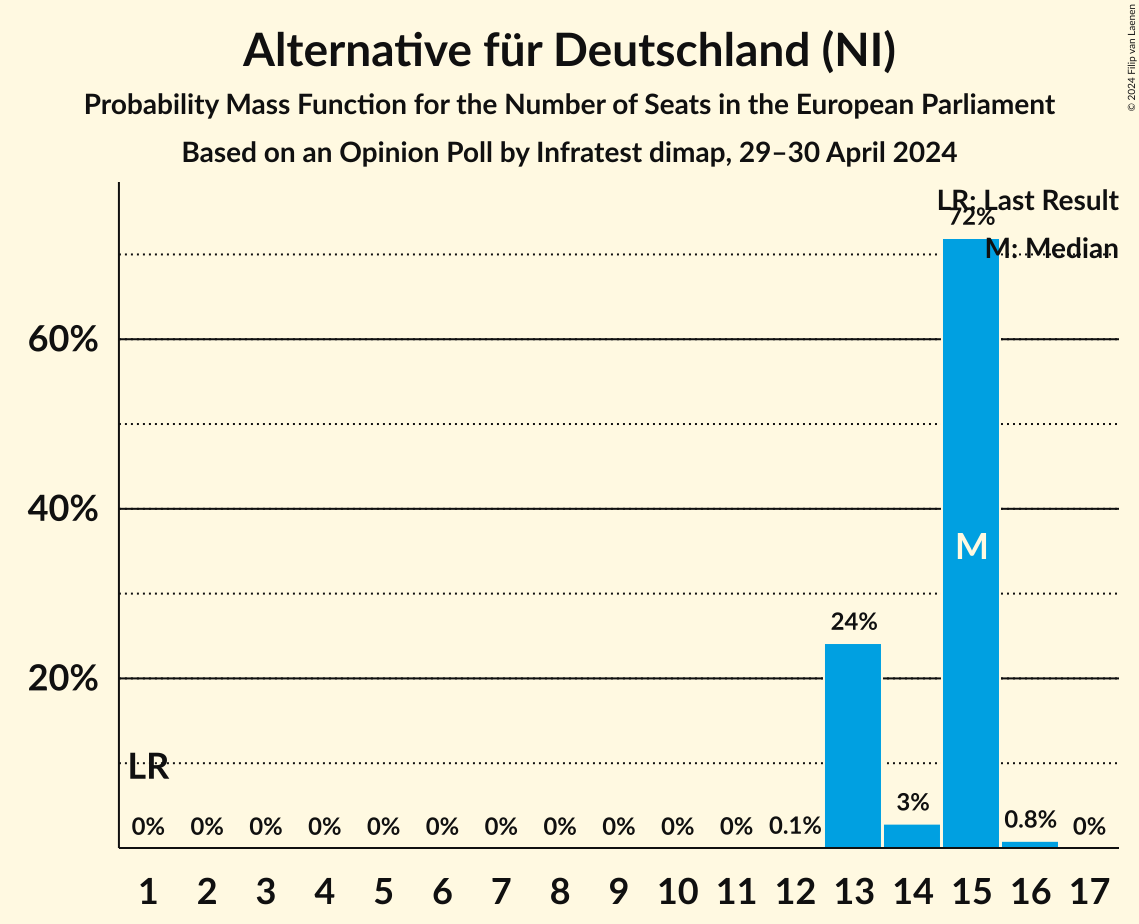 Alternative für Deutschland (NI)
Probability Mass Function for the Number of Seats in the European Parliament
Based on an Opinion Poll by Infratest dimap, 29–30 April 2024
© 2024 Filip van Laenen
LR: Last Result
72%
M: Median
60%
40%
M
24%
20%
LR
3%
0% 0% 0% 0% 0% 0% 0% 0% 0% 0% 0% 0.1% 0.8% 0%
1 2 3 4 5 6 7 8 9 10 11 12 13 14 15 16 17